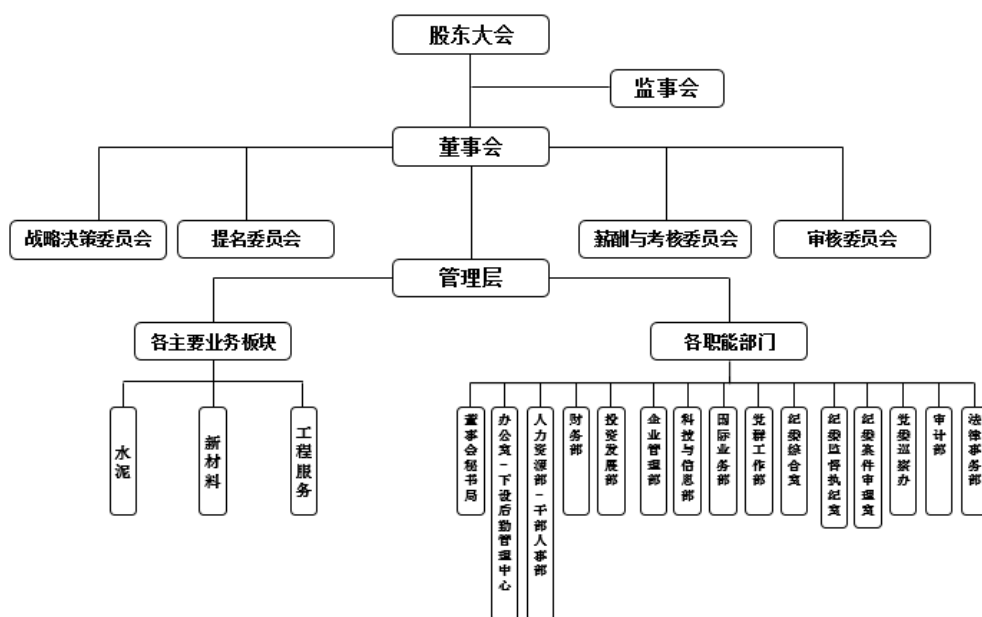 股东大会
监事会
董事会
战略决策委员会
提名委员会
薪酬与考核委员会
审核委员会
管理层
各主要业务板块
各职能部门
水泥
新材料
工程服务
董事会秘书局
办公室-下设后勤管理中心
人力资源部-干部人事部
财务部
投资发展部
企业管理部
科技与信息部
国际业务部
党群工作部
纪委综合室
纪委监督执纪室
纪委案件审理室
党委巡察办
审计部
法律事务部